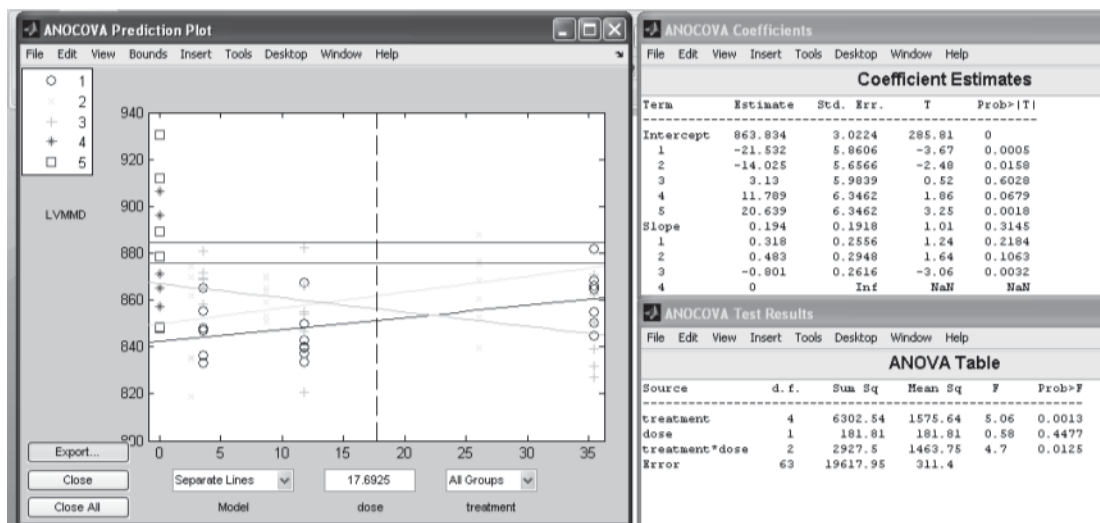 ANOCOVA Prediction Plot
File Edit View Bounds Insert Tools Desktop Window Help
1
2
3
4
5
LVMMD
940
920
900
880
860
840
820
800
0 5 10 15 20 25 30 35
Export...
Close
Close All
Separate Lines 17.6925 All Groups
Model dose treatment
ANOCOVA Coefficients
File Edit View Insert Tools Desktop Window Help
Coefficient Estimates
Term Estimate Std. Err. T Prob>|T|
Intercept 863.834 3.0224 285.81 0
1 -21.532 5.8606 -3.67 0.0005
2 -14.025 5.6566 -2.48 0.0158
3 3.13 5.9839 0.52 0.6028
4 11.789 6.3462 1.86 0.0679
5 20.639 6.3462 3.25 0.0018
Slope 0.194 0.1918 1.01 0.3145
1 0.318 0.2556 1.24 0.2184
2 0.483 0.2948 1.64 0.1063
3 -0.801 0.2616 -3.06 0.0032
4 0 Inf NaN NaN
ANOCOVA Test Results
File Edit View Insert Tools Desktop Window Help
ANOVA Table
Source d.f. Sum Sq Mean Sq F Prob>F
treatment 4 6302.54 1575.64 5.06 0.0013
dose 1 181.81 181.81 0.58 0.4477
treatment*dose 2 2927.5 1463.75 4.7 0.0125
Error 63 19617.95 311.4